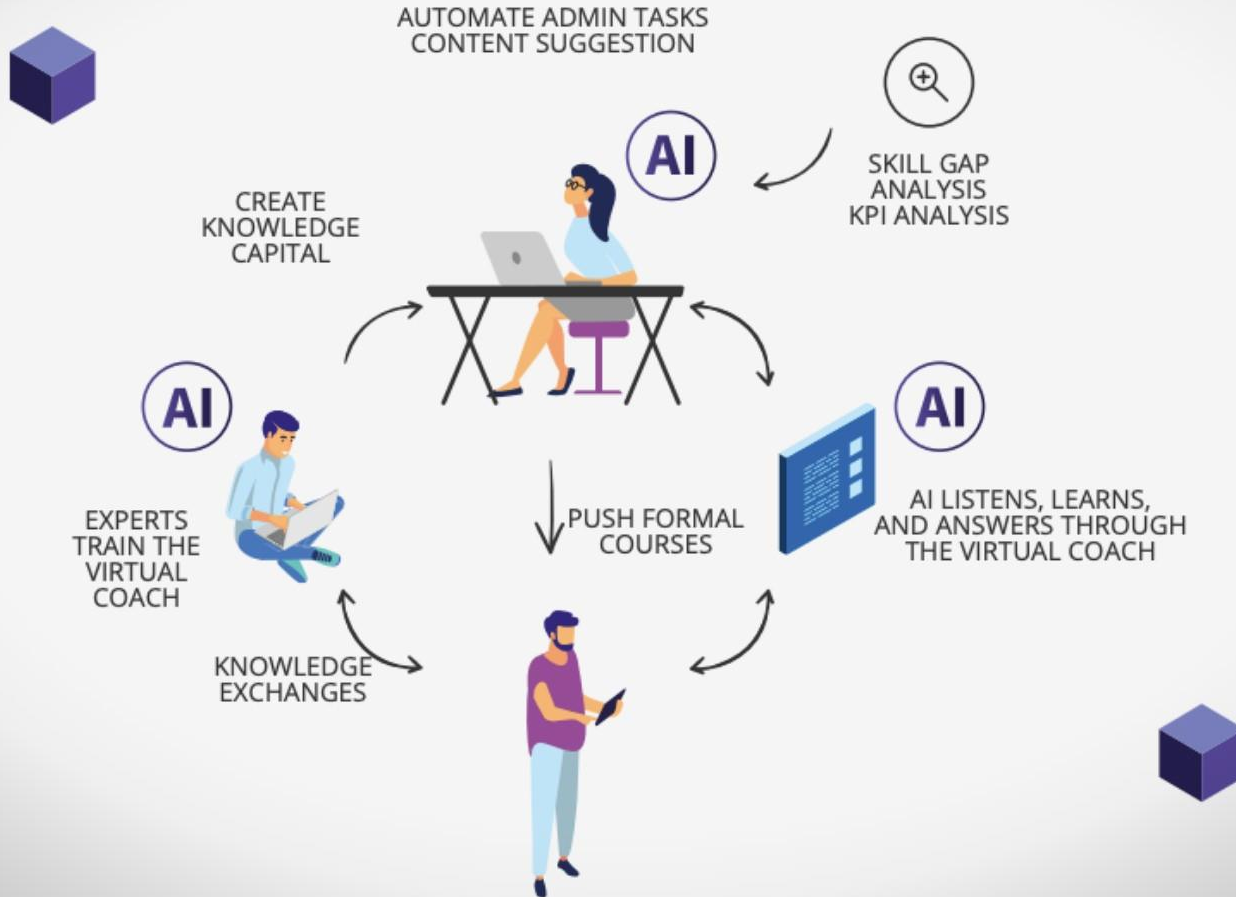 AUTOMATE ADMIN TASKS
CONTENT SUGGESTION
AI
SKILL GAP
ANALYSIS
KPI ANALYSIS
CREATE
KNOWLEDGE
CAPITAL
AI
EXPERTS
TRAIN THE
VIRTUAL
COACH
PUSH FORMAL
COURSES
AI
AI LISTENS, LEARNS,
AND ANSWERS THROUGH
THE VIRTUAL COACH
KNOWLEDGE
EXCHANGES